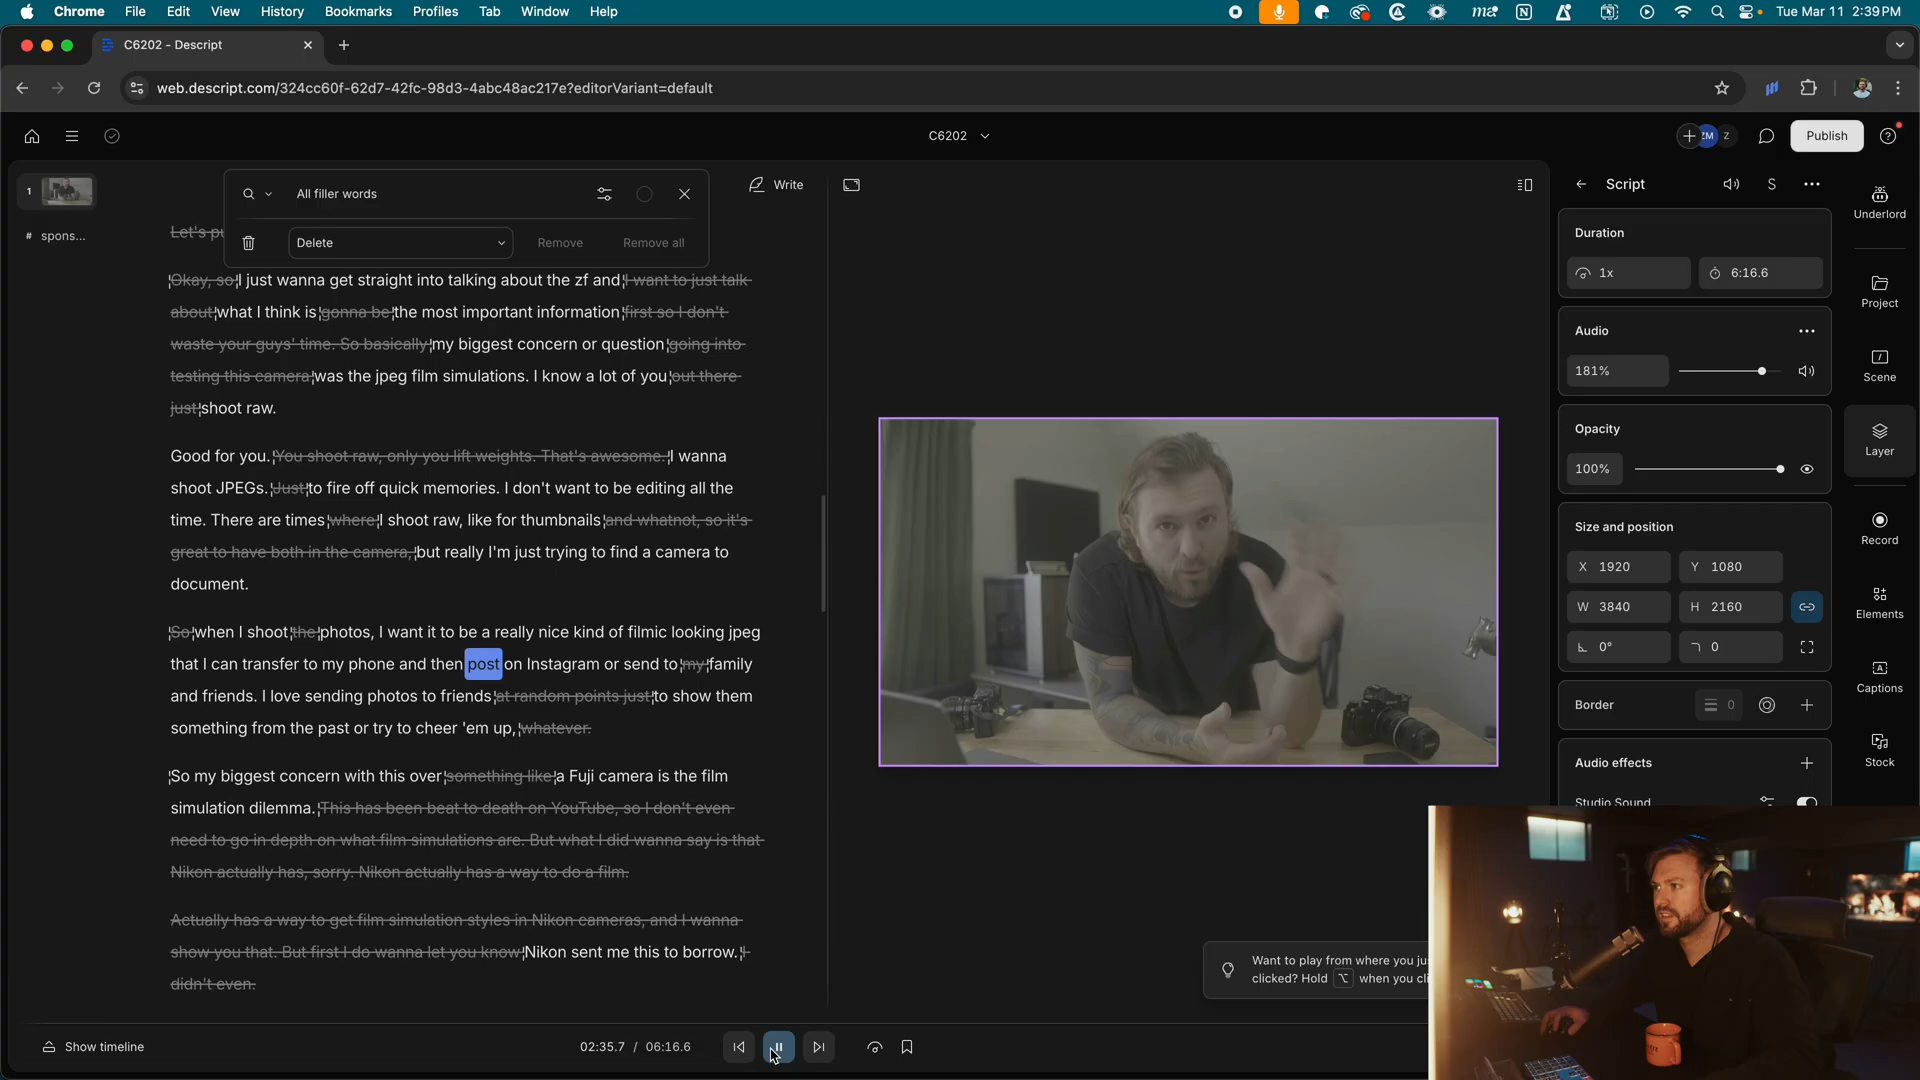 Chrome File Edit View History Bookmarks Profiles Tab Window Help
Tue Mar 11 2:39 PM
C6202 - Descript
web.descript.com/324cc60f-62d7-42fc-98d3-4abc48ac217e?editorVariant=default
C6202
ZM
Z
Publish
1
# spons...
All filler words
Delete
Remove
Remove all
Write
Let's pu
Okay, so I just wanna get straight into talking about the zf and I want to just talk
about what I think is gonna be the most important information first so I don't
waste your guys' time. So basically my biggest concern or question going into
testing this camera was the jpeg film simulations. I know a lot of you out there
just shoot raw.
Good for you. You shoot raw, only you lift weights. That's awesome. I wanna
shoot JPEGs. Just to fire off quick memories. I don't want to be editing all the
time. There are times where I shoot raw, like for thumbnails and whatnot, so it's
great to have both in the camera, but really I'm just trying to find a camera to
document.
So when I shoot the photos, I want it to be a really nice kind of filmic looking jpeg
that I can transfer to my phone and then post on Instagram or send to my family
and friends. I love sending photos to friends at random points just to show them
something from the past or try to cheer 'em up, whatever.
So my biggest concern with this over something like a Fuji camera is the film
simulation dilemma. This has been beat to death on YouTube, so I don't even
need to go in depth on what film simulations are. But what I did wanna say is that
Nikon actually has, sorry. Nikon actually has a way to do a film.
Actually has a way to get film simulation styles in Nikon cameras, and I wanna
show you that. But first I do wanna let you know Nikon sent me this to borrow. I
didn't even.
Want to play from where you jus
clicked? Hold ⌥ when you cli
Show timeline
02:35.7 / 06:16.6
Script
S
Duration
1x
6:16.6
Audio
181%
Opacity
100%
Size and position
X 1920
Y 1080
W 3840
H 2160
0°
0
Border
0
Audio effects
Studio Sound
Underlord
Project
Scene
Layer
Record
Elements
Captions
Stock